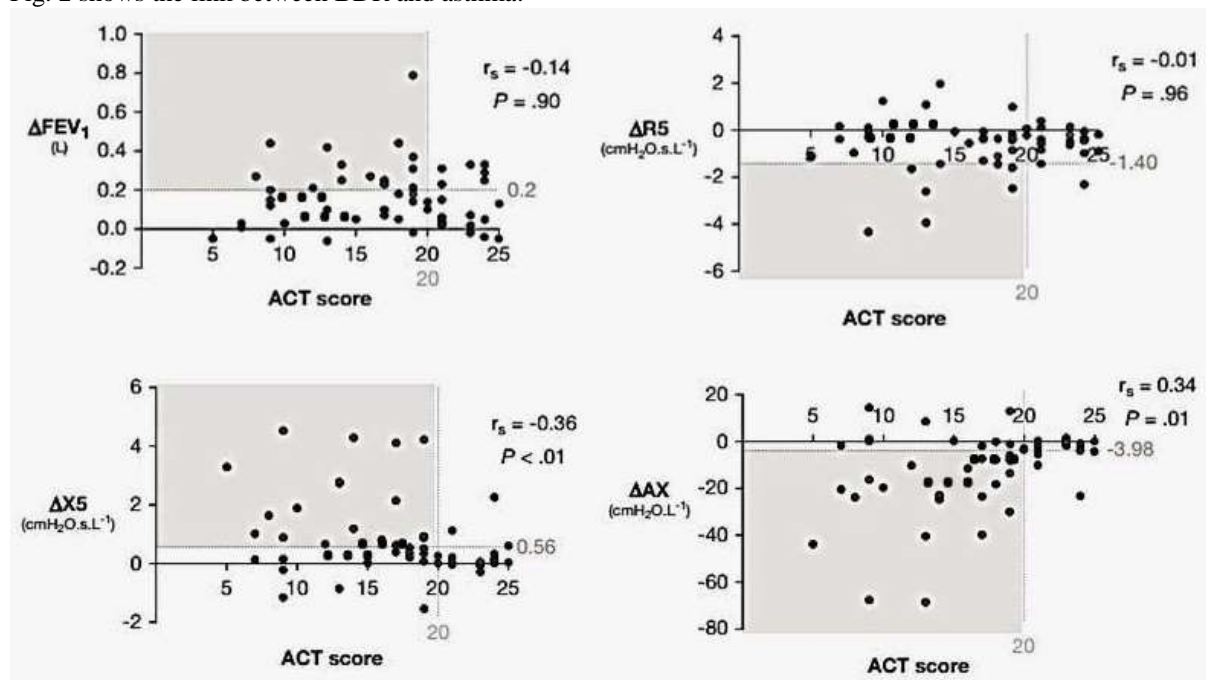 Fig. 2 shows the link between BDR and asthma.
1.0
0.8
0.6
0.4
0.2
0.0
-0.2
ΔFEV₁
(L)
5
10
15
20
25
20
0.2
ACT score
rₛ = -0.14
P = .90
4
2
0
-2
-4
-6
ΔR5
(cmH₂O.s.L⁻¹)
5
10
15
20
25
-1.40
20
ACT score
rₛ = -0.01
P = .96
6
4
2
0
-2
ΔX5
(cmH₂O.s.L⁻¹)
5
10
15
20
25
0.56
20
ACT score
rₛ = -0.36
P < .01
20
0
-20
-40
-60
-80
ΔAX
(cmH₂O.L⁻¹)
5
10
15
20
25
-3.98
20
ACT score
rₛ = 0.34
P = .01